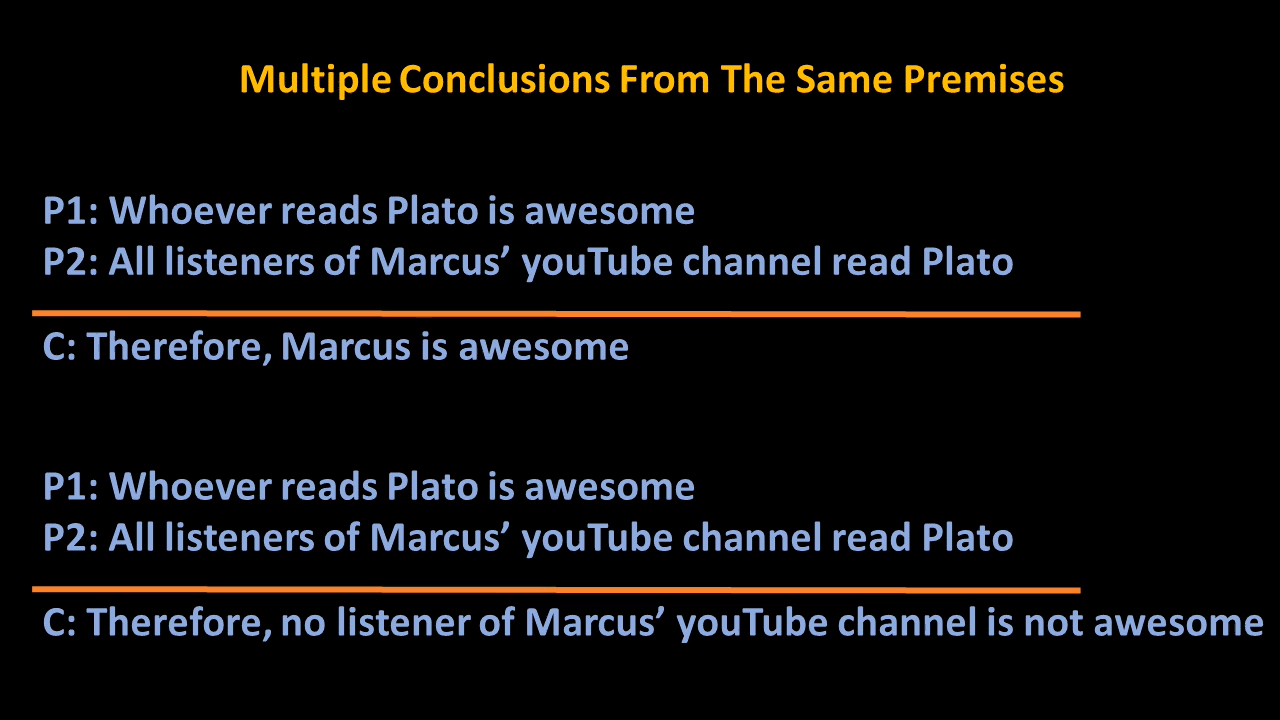 Multiple Conclusions From The Same Premises
P1: Whoever reads Plato is awesome
P2: All listeners of Marcus’ youTube channel read Plato
C: Therefore, Marcus is awesome
P1: Whoever reads Plato is awesome
P2: All listeners of Marcus’ youTube channel read Plato
C: Therefore, no listener of Marcus’ youTube channel is not awesome